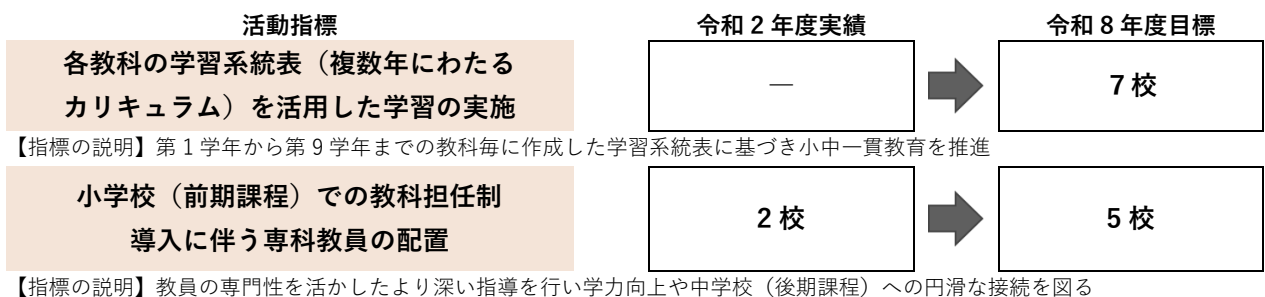 活動指標 令和２年度実績 令和８年度目標
各教科の学習系統表（複数年にわたる
カリキュラム）を活用した学習の実施
―
７校
【指標の説明】第１学年から第９学年までの教科毎に作成した学習系統表に基づき小中一貫教育を推進
小学校（前期課程）での教科担任制
導入に伴う専科教員の配置
２校
５校
【指標の説明】教員の専門性を活かしたより深い指導を行い学力向上や中学校（後期課程）への円滑な接続を図る